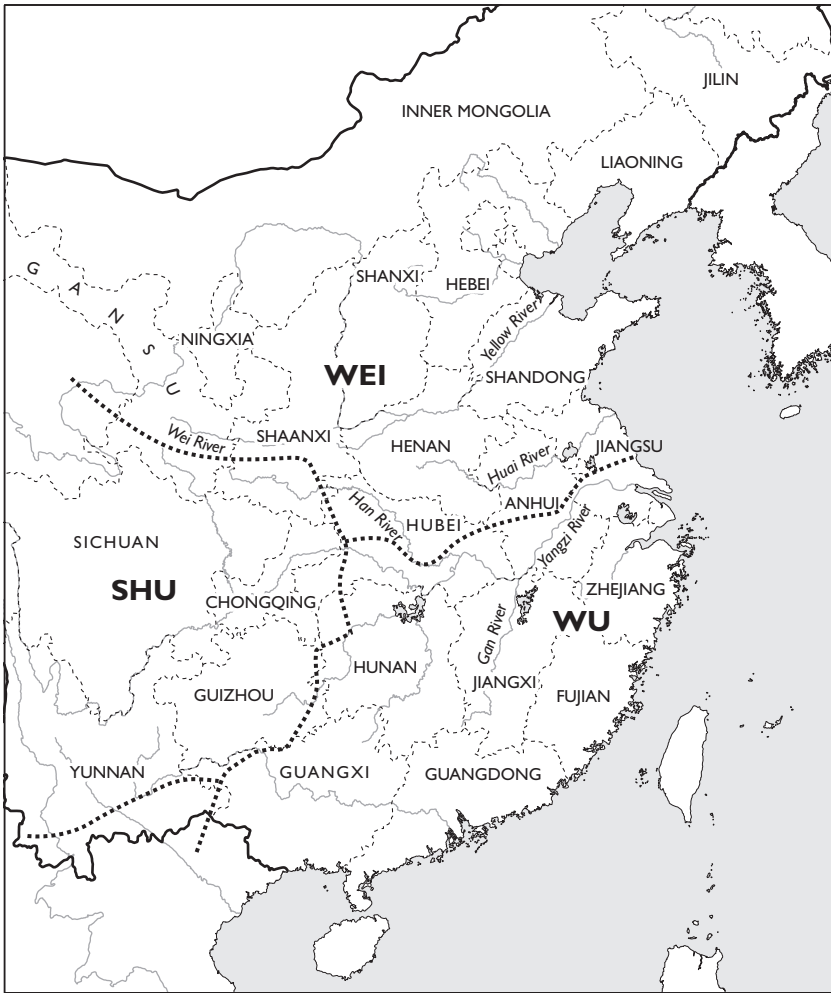 JILIN
INNER MONGOLIA
LIAONING
GANSU
SHANXI
HEBEI
NINGXIA
Yellow River
WEI
SHANDONG
Wei River
SHAANXI
HENAN
Huai River
JIANGSU
Han River
HUBEI
ANHUI
Yangzi River
SICHUAN
SHU
CHONGQING
ZHEJIANG
WU
Gan River
HUNAN
JIANGXI
GUIZHOU
FUJIAN
YUNNAN
GUANGXI
GUANGDONG